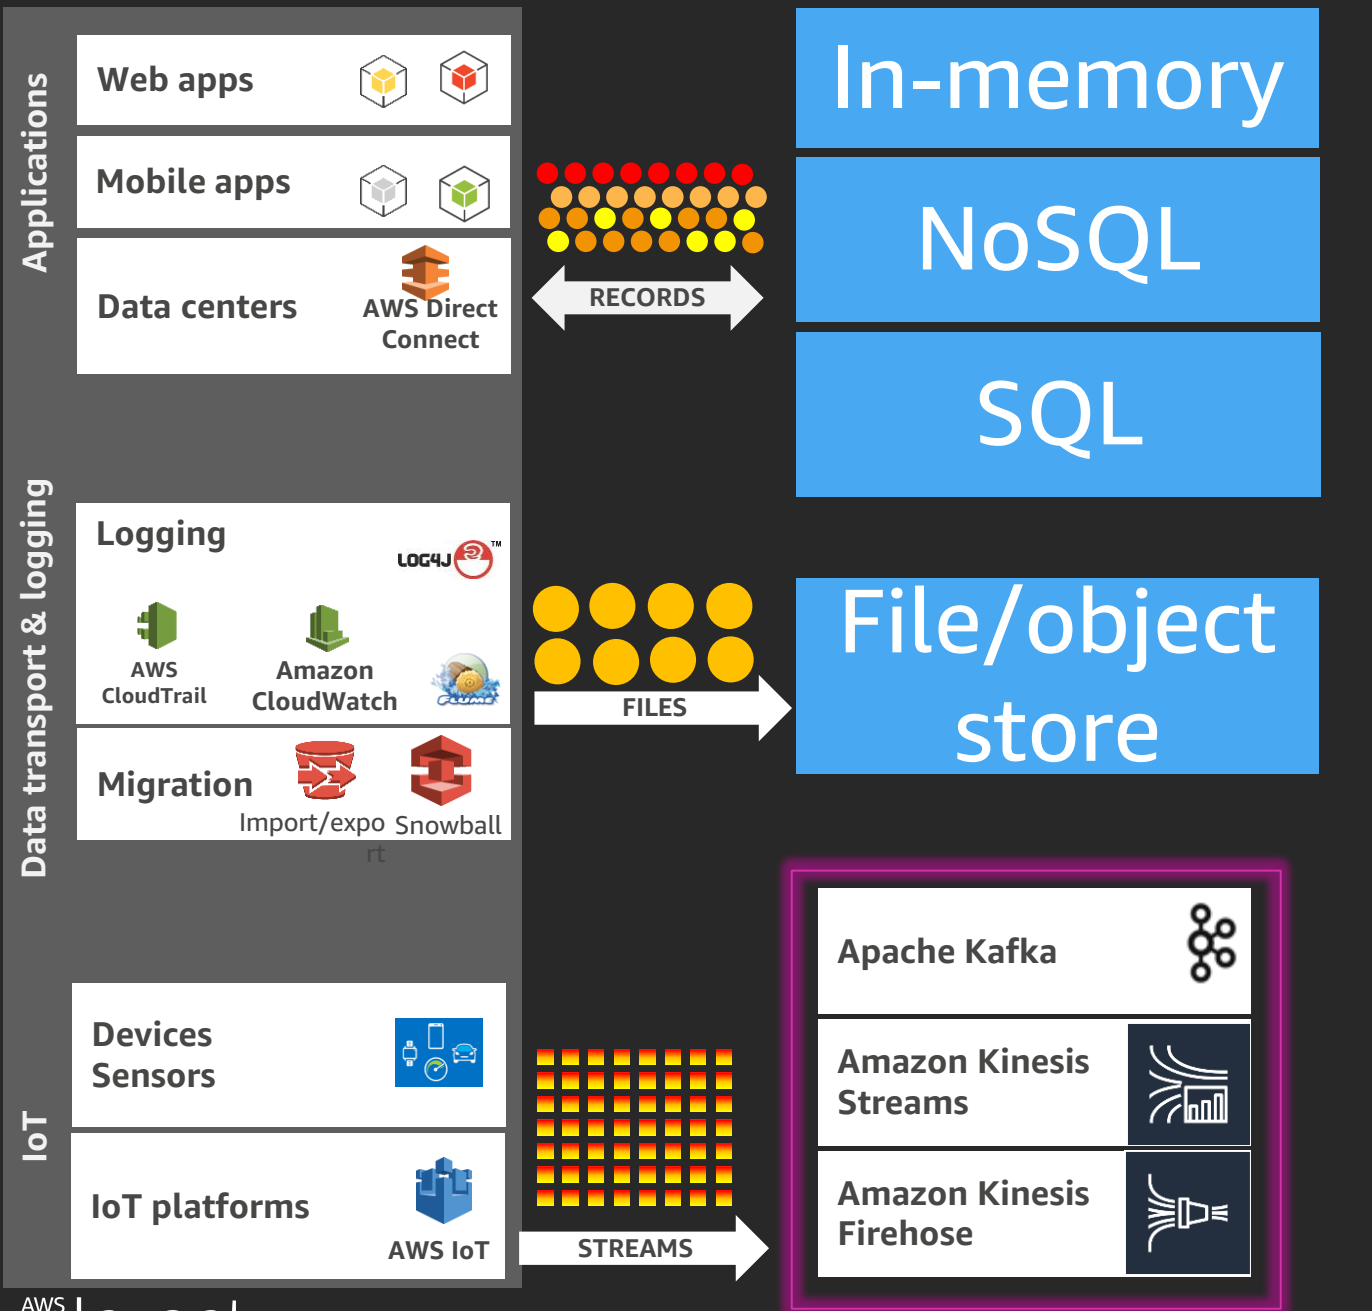 Applications
Web apps
Mobile apps
Data centers
AWS Direct
Connect
RECORDS
In-memory
NoSQL
SQL
Data transport & logging
Logging
LOG4J
TM
AWS
CloudTrail
Amazon
CloudWatch
FLUME
Migration
Import/expo
rt
Snowball
FILES
File/object
store
IoT
Devices
Sensors
IoT platforms
AWS IoT
STREAMS
Apache Kafka
Amazon Kinesis
Streams
Amazon Kinesis
Firehose
AWS